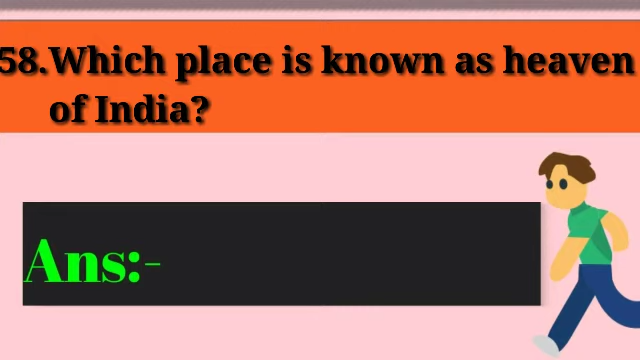 58.Which place is known as heaven
of India?
Ans:-